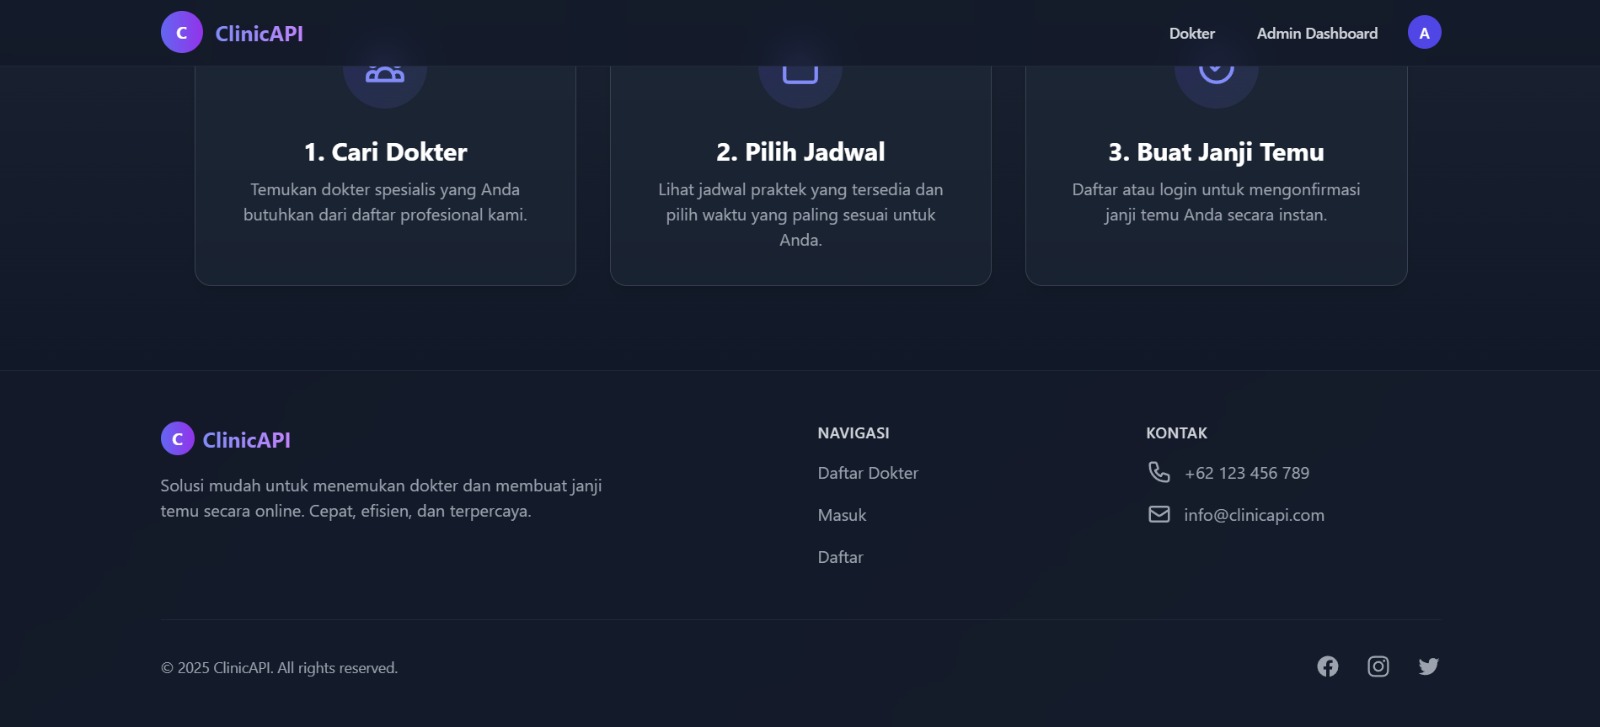 C ClinicAPI
Dokter
Admin Dashboard
A
1. Cari Dokter
Temukan dokter spesialis yang Anda
butuhkan dari daftar profesional kami.
2. Pilih Jadwal
Lihat jadwal praktek yang tersedia dan
pilih waktu yang paling sesuai untuk
Anda.
3. Buat Janji Temu
Daftar atau login untuk mengonfirmasi
janji temu Anda secara instan.
C ClinicAPI
Solusi mudah untuk menemukan dokter dan membuat janji
temu secara online. Cepat, efisien, dan terpercaya.
NAVIGASI
Daftar Dokter
Masuk
Daftar
KONTAK
+62 123 456 789
info@clinicapi.com
© 2025 ClinicAPI. All rights reserved.